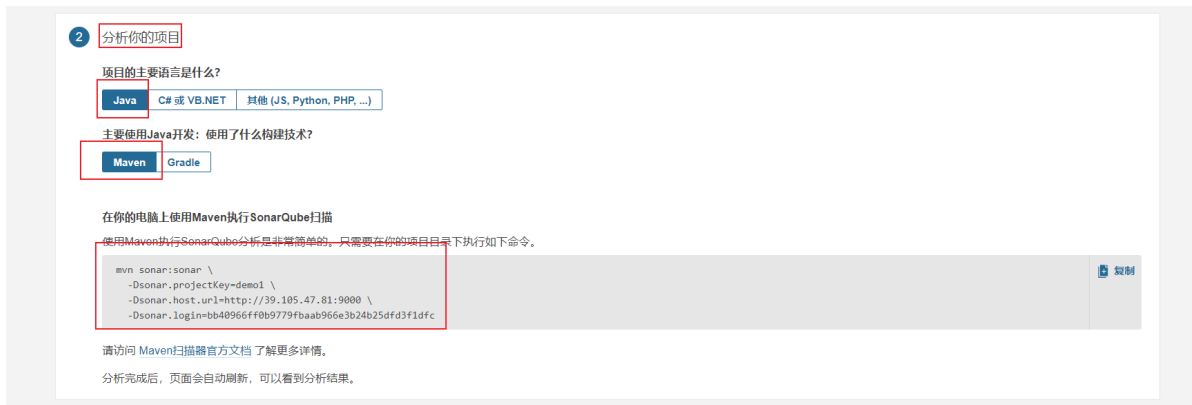 2 分析你的项目
项目的主要语言是什么?
Java C# 或 VB.NET 其他 (JS, Python, PHP, ...)
主要使用Java开发：使用了什么构建技术?
Maven Gradle
在你的电脑上使用Maven执行SonarQube扫描
使用Maven执行SonarQubo分析是非常简单的。只需要在你的项目目录下执行如下命令。
mvn sonar:sonar \
-Dsonar.projectKey=demo1 \
-Dsonar.host.url=http://39.105.47.81:9000 \
-Dsonar.login=bb40966ff0b9779fbaab966e3b24b25dfd3f1dfc
复制
请访问 Maven扫描器官方文档 了解更多详情。
分析完成后，页面会自动刷新，可以看到分析结果。